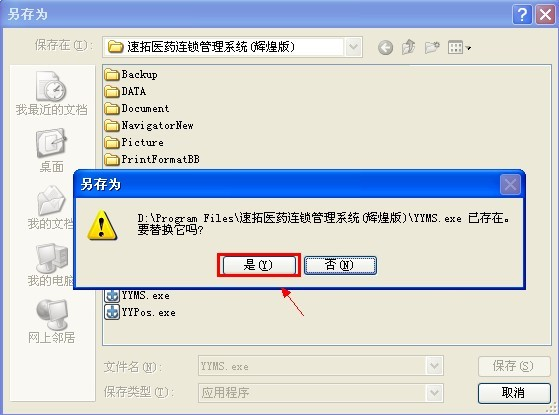 另存为
保存在(I):
速拓医药连锁管理系统(辉煌版)
Backup
DATA
Document
NavigatorNew
Picture
PrintFormatBB
我最近的文档
桌面
我的文档
我的电脑
网上邻居
另存为
D:\Program Files\速拓医药连锁管理系统(辉煌版)\YYMS.exe 已存在。
要替换它吗?
是(Y)
否(N)
YYMS.exe
YYPos.exe
文件名(N):
YYMS.exe
保存(S)
保存类型(T):
应用程序
取消